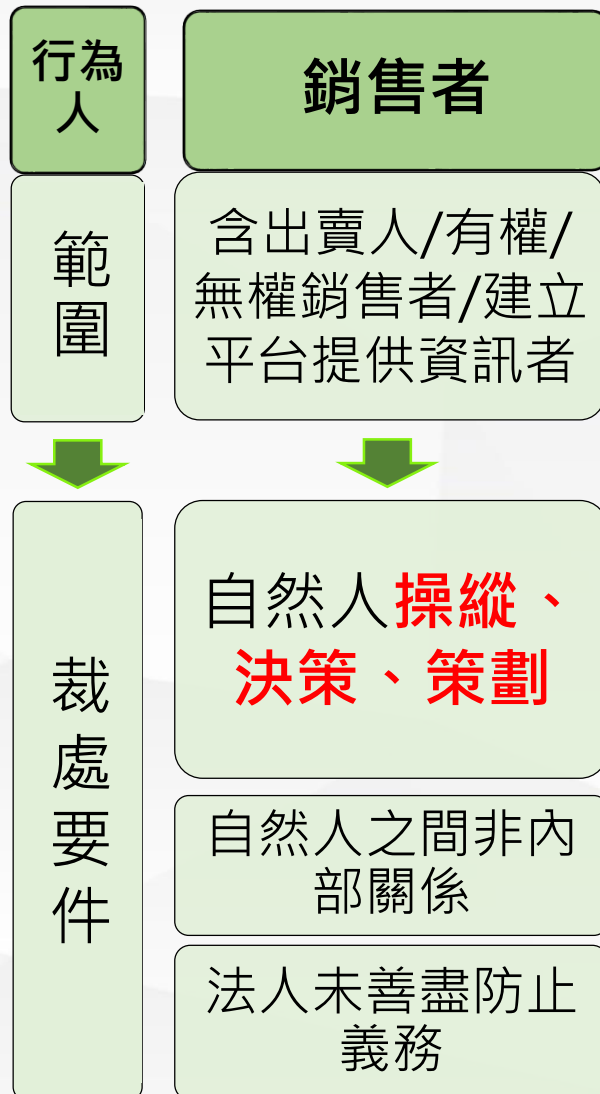 行為
人
銷售者
範
圍
含出賣人/有權/
無權銷售者/建立
平台提供資訊者
裁
處
要
件
自然人操縱、
決策、策劃
自然人之間非內
部關係
法人未善盡防止
義務